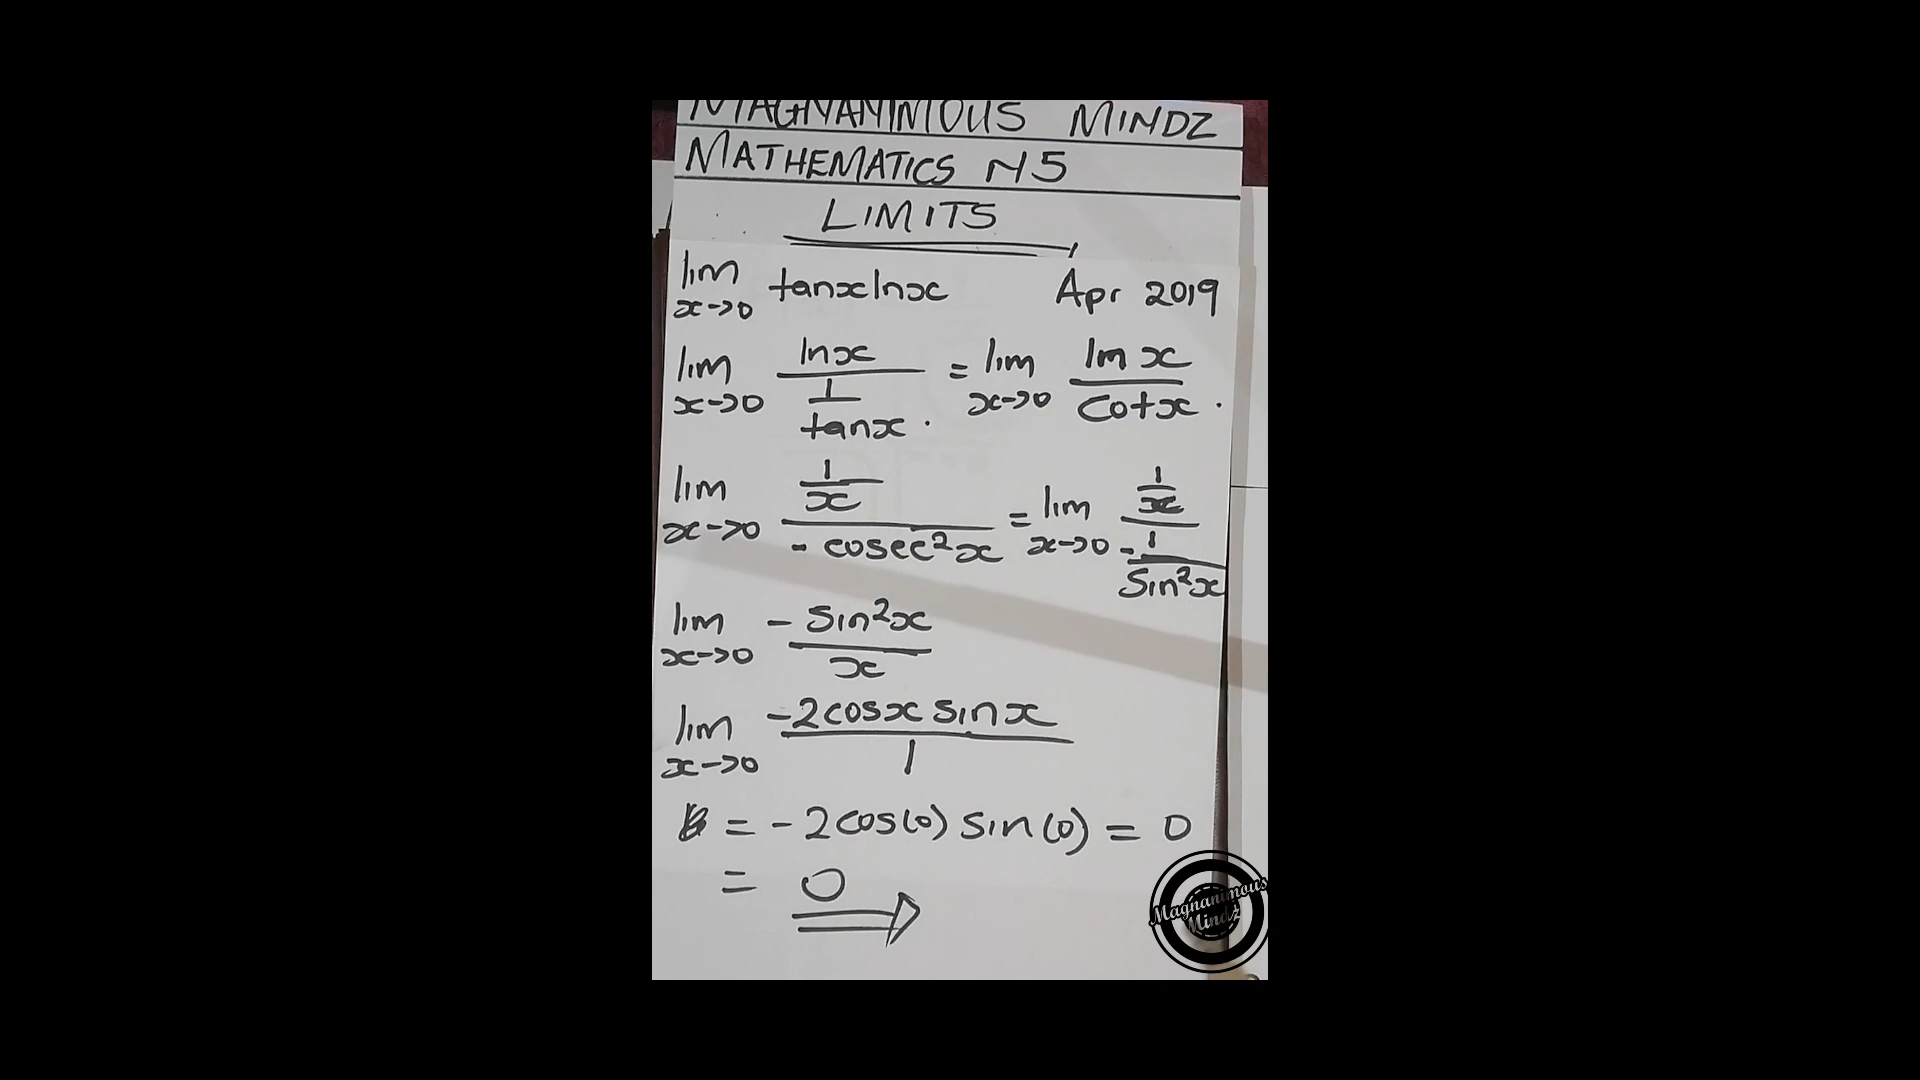 MAGNANIMOUS MINDZ
MATHEMATICS N5
LIMITS
lim x→0 tanxlnx Apr 2019
lim x→0 lnx / (1 / tanx) . = lim x→0 ln x / cotx .
lim x→0 (1 / x) / -cosec²x = lim x→0 (1 / x) / (-1 / Sin²x)
lim x→0 - Sin²x / x
lim x→0 -2cosx sinx / 1
= -2cos(0) sin(0) = 0
= 0
Magnanimous
Mindz